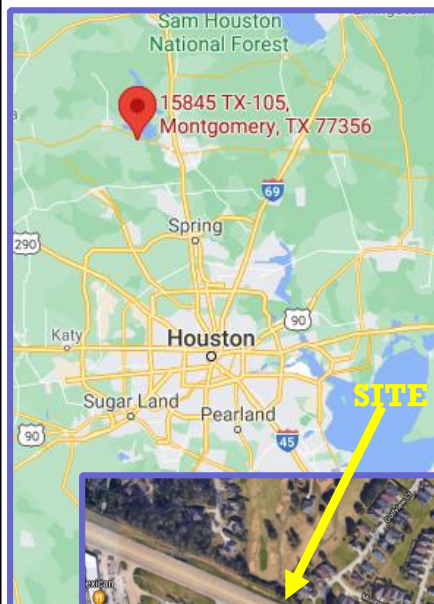 Sam Houston
National Forest
15845 TX-105,
Montgomery, TX 77356
69
Spring
290
90
Katy
Houston
SITE
Sugar Land
Pearland
90
45
exican